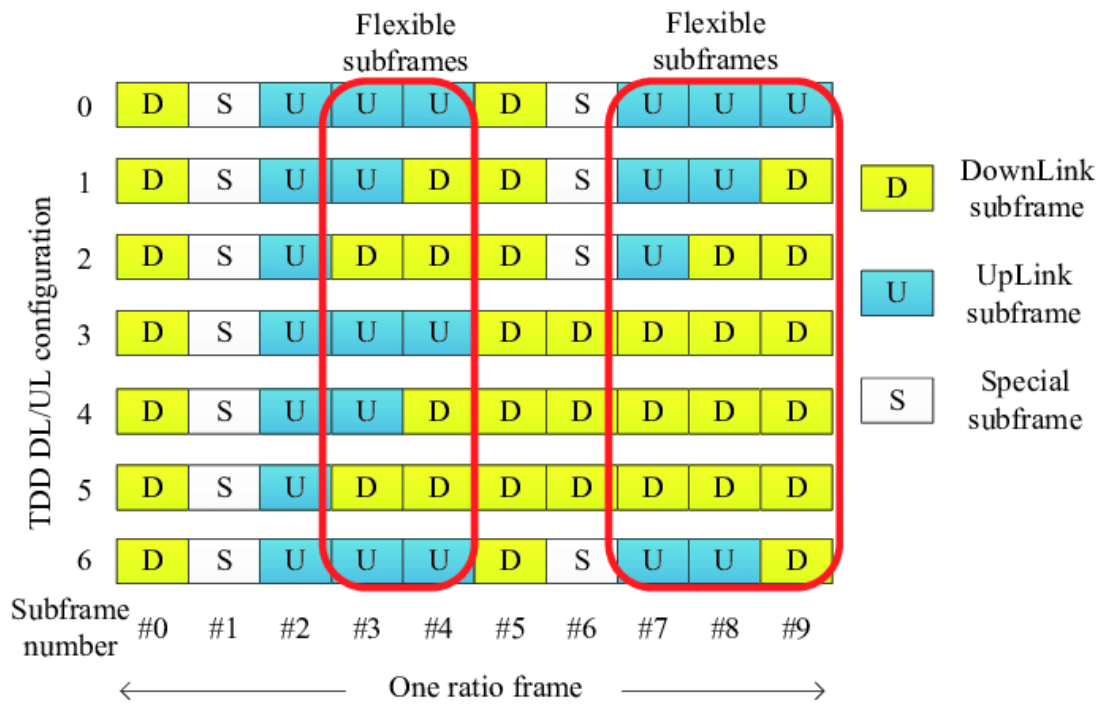 Flexible
subframes
Flexible
subframes
0 D S U U U D S U U U
1 D S U U D D S U U D
2 D S U D D D S U D D
3 D S U U U D D D D D
4 D S U U D D D D D D
5 D S U D D D D D D D
6 D S U U U D S U U D
TDD DL/UL configuration
Subframe
number
#0 #1 #2 #3 #4 #5 #6 #7 #8 #9
One ratio frame
D
DownLink
subframe
U
UpLink
subframe
S
Special
subframe